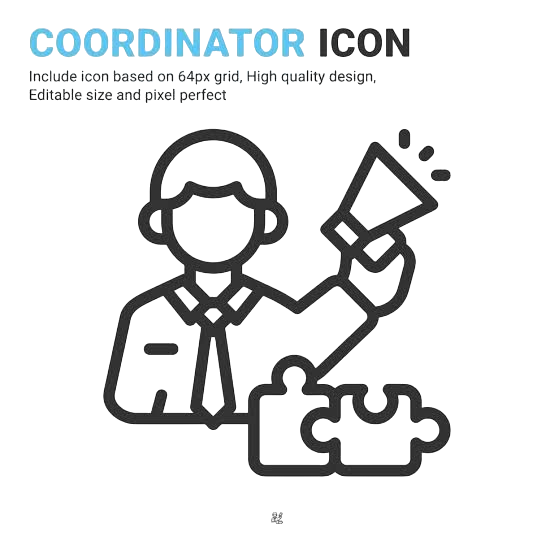 COORDINATOR ICON
Include icon based on 64px grid, High quality design,
Editable size and pixel perfect